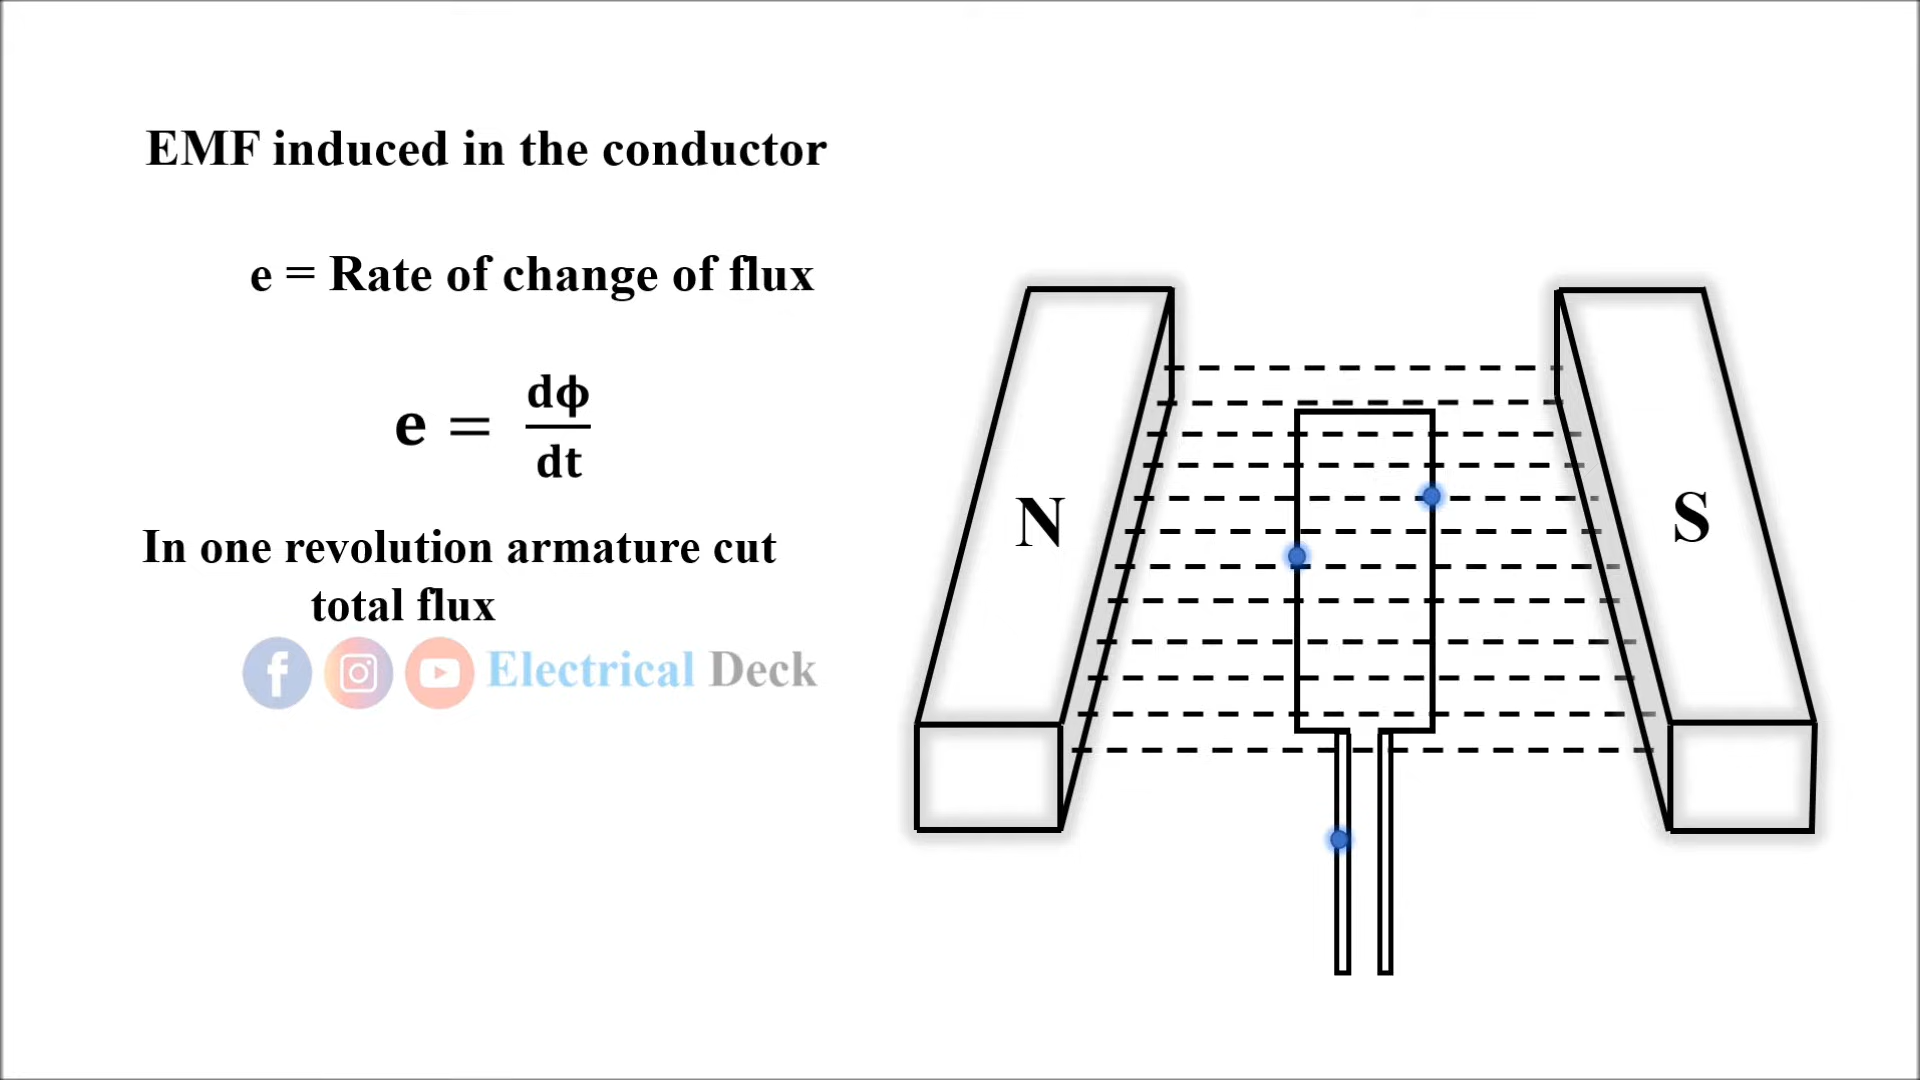 EMF induced in the conductor
e = Rate of change of flux
e = dϕ/dt
In one revolution armature cut
total flux
Electrical Deck
N
S